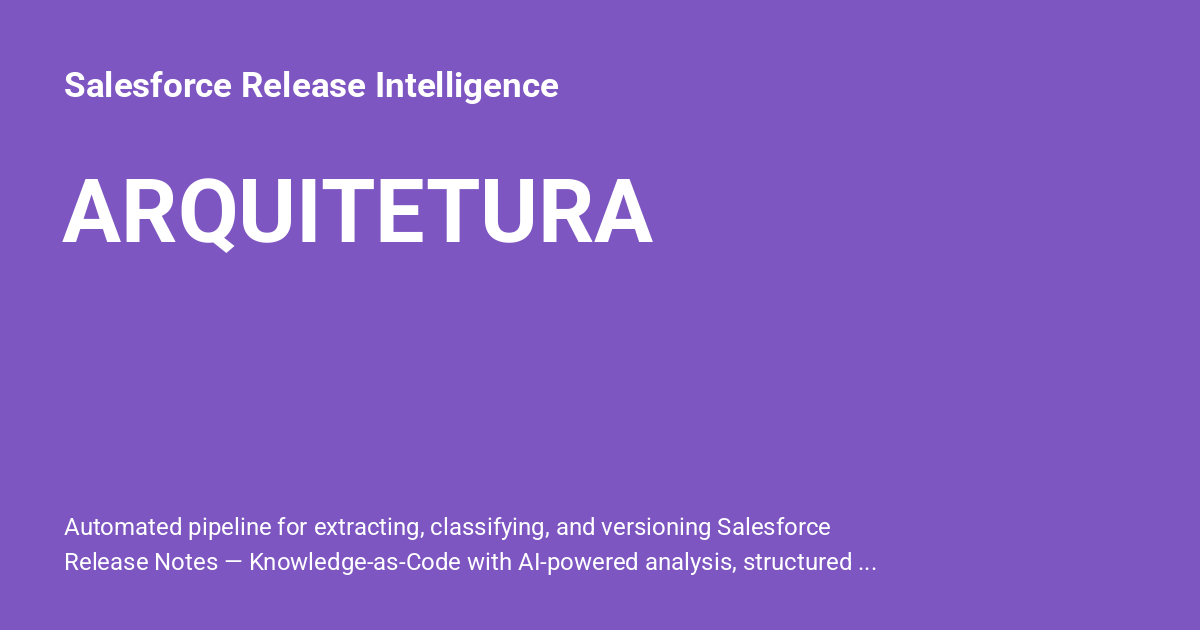 Salesforce Release Intelligence
ARQUITETURA
Automated pipeline for extracting, classifying, and versioning Salesforce
Release Notes — Knowledge-as-Code with AI-powered analysis, structured ...